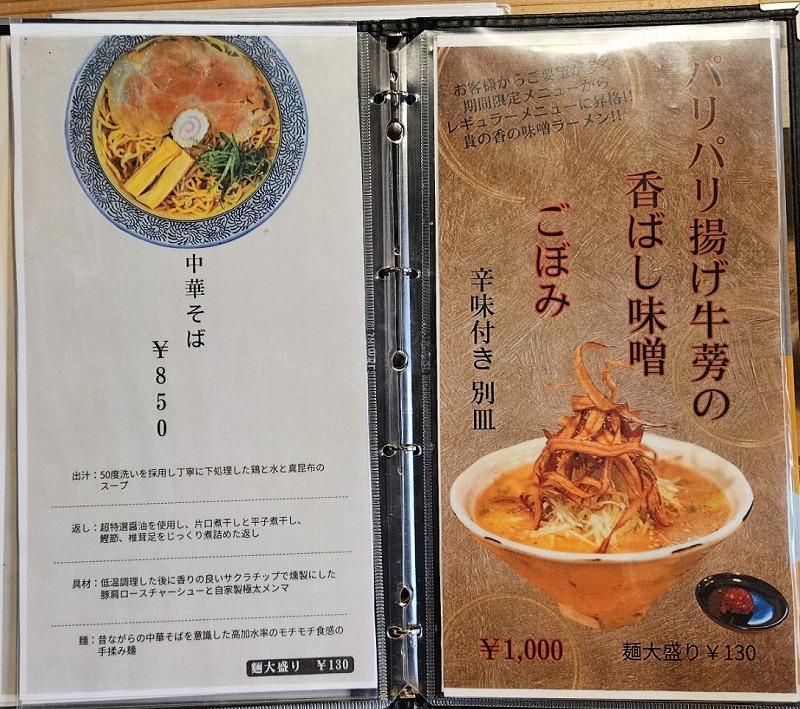 中華そば
￥850
出汁：50度洗いを採用し丁寧に下処理した鶏と水と真昆布の
スープ
返し：超特選醤油を使用し、片口煮干しと平子煮干し、
鰹節、椎茸足をじっくり煮詰めた返し
具材：低温調理した後に香りの良いサクラチップで燻製にした
豚肩ロースチャーシューと自家製極太メンマ
麺：昔ながらの中華そばを意識した高加水率のモチモチ食感の
手揉み麺
麺大盛り ￥130
パリパリ揚げ牛蒡の
香ばし味噌
ごぼみ
辛味付き 別皿
お客様からご要望
期間限定メニューから
レギュラーメニューに昇格!!
貴の香の味噌ラーメン!!
￥1,000
麺大盛り￥130